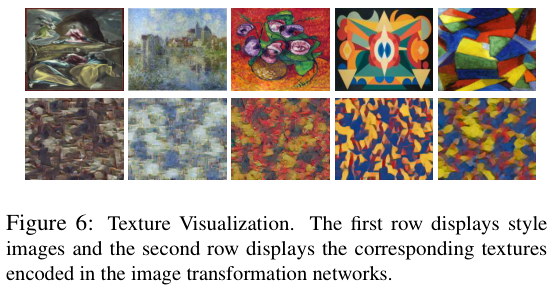 Figure 6: Texture Visualization. The first row displays style
images and the second row displays the corresponding textures
encoded in the image transformation networks.